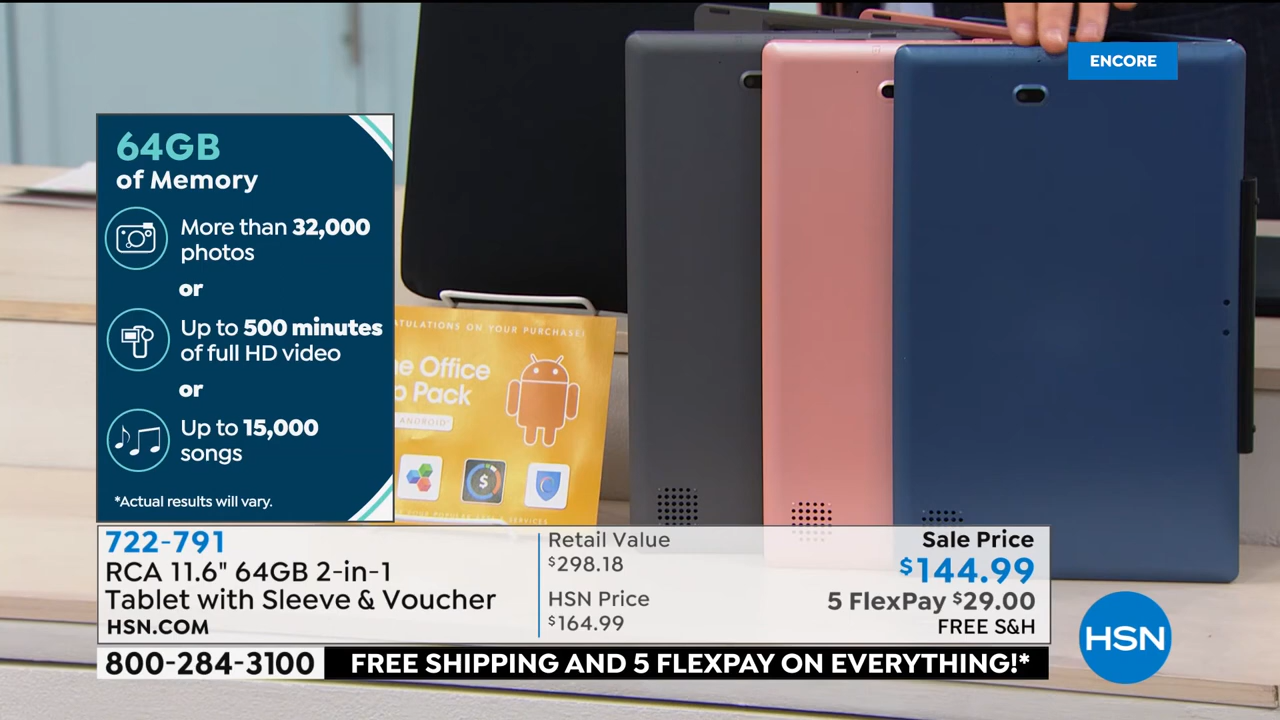 ENCORE
64GB
of Memory
More than 32,000
photos
or
Up to 500 minutes
of full HD video
or
Up to 15,000
songs
*Actual results will vary.
ON YOUR PURCHASE!
Office
Pack
ANDROID
$
722-791
RCA 11.6" 64GB 2-in-1
Tablet with Sleeve & Voucher
HSN.COM
Retail Value
$298.18
HSN Price
$164.99
Sale Price
$144.99
5 FlexPay $29.00
FREE S&H
HSN
800-284-3100
FREE SHIPPING AND 5 FLEXPAY ON EVERYTHING!*